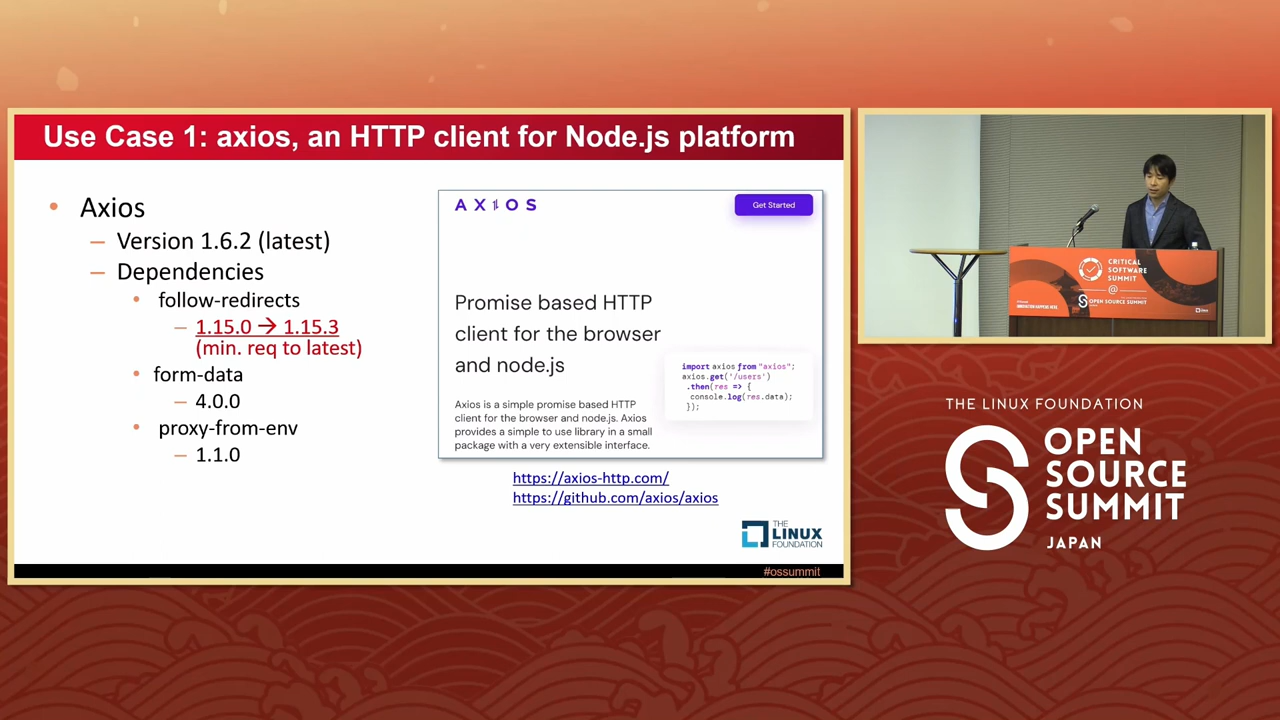 Use Case 1: axios, an HTTP client for Node.js platform
• Axios
– Version 1.6.2 (latest)
– Dependencies
• follow-redirects
– 1.15.0 → 1.15.3
(min. req to latest)
• form-data
– 4.0.0
• proxy-from-env
– 1.1.0
AXIOS
Get Started
Promise based HTTP
client for the browser
and node.js
Axios is a simple promise based HTTP
client for the browser and node.js. Axios
provides a simple to use library in a small
package with a very extensible interface.
import axios from "axios";
axios.get('/users')
.then(res => {
console.log(res.data);
});
https://axios-http.com/
https://github.com/axios/axios
THE
LINUX
FOUNDATION
#ossummit
CRITICAL
SOFTWARE
SUMMIT
@
OPEN SOURCE SUMMIT
THE LINUX FOUNDATION
OPEN
SOURCE
SUMMIT
JAPAN